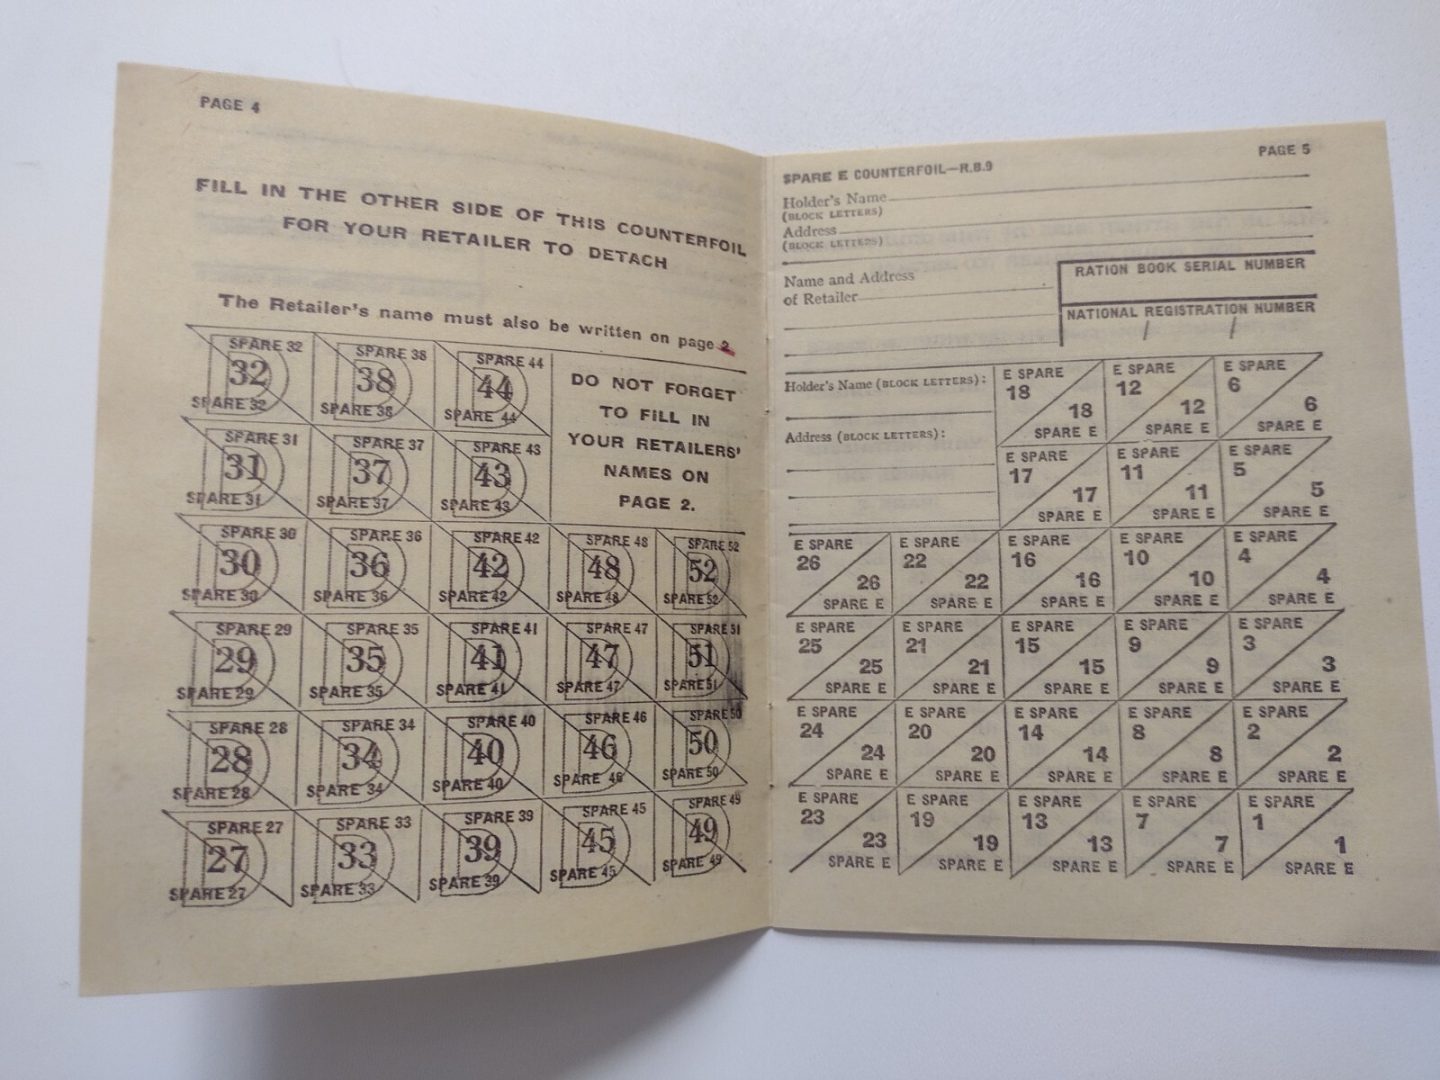 PAGE 4
FILL IN THE OTHER SIDE OF THIS COUNTERFOIL
FOR YOUR RETAILER TO DETACH
The Retailer's name must also be written on page 2.
SPARE 32 SPARE 38 SPARE 44
32 38 44
SPARE 32 SPARE 38 SPARE 44
DO NOT FORGET
TO FILL IN
YOUR RETAILERS'
NAMES ON
PAGE 2.
SPARE 31 SPARE 37 SPARE 43
31 37 43
SPARE 31 SPARE 37 SPARE 43
SPARE 30 SPARE 36 SPARE 42 SPARE 48 SPARE 52
30 36 42 48 52
SPARE 30 SPARE 36 SPARE 42 SPARE 48 SPARE 52
SPARE 29 SPARE 35 SPARE 41 SPARE 47 SPARE 51
29 35 41 47 51
SPARE 29 SPARE 35 SPARE 41 SPARE 47 SPARE 51
SPARE 28 SPARE 34 SPARE 40 SPARE 46 SPARE 50
28 34 40 46 50
SPARE 28 SPARE 34 SPARE 40 SPARE 46 SPARE 50
SPARE 27 SPARE 33 SPARE 39 SPARE 45 SPARE 49
27 33 39 45 49
SPARE 27 SPARE 33 SPARE 39 SPARE 45 SPARE 49
PAGE 5
SPARE E COUNTERFOIL—R.B.9
Holder's Name
(BLOCK LETTERS)
Address
(BLOCK LETTERS)
Name and Address
of Retailer
RATION BOOK SERIAL NUMBER
NATIONAL REGISTRATION NUMBER
/ /
Holder's Name (BLOCK LETTERS):
Address (BLOCK LETTERS):
E SPARE E SPARE E SPARE
18 12 6
18 12 6
SPARE E SPARE E SPARE E
E SPARE E SPARE E SPARE
17 11 5
17 11 5
SPARE E SPARE E SPARE E
E SPARE E SPARE E SPARE E SPARE E SPARE
26 22 16 10 4
26 22 16 10 4
SPARE E SPARE E SPARE E SPARE E SPARE E
E SPARE E SPARE E SPARE E SPARE E SPARE
25 21 15 9 3
25 21 15 9 3
SPARE E SPARE E SPARE E SPARE E SPARE E
E SPARE E SPARE E SPARE E SPARE E SPARE
24 20 14 8 2
24 20 14 8 2
SPARE E SPARE E SPARE E SPARE E SPARE E
E SPARE E SPARE E SPARE E SPARE E SPARE
23 19 13 7 1
23 19 13 7 1
SPARE E SPARE E SPARE E SPARE E SPARE E